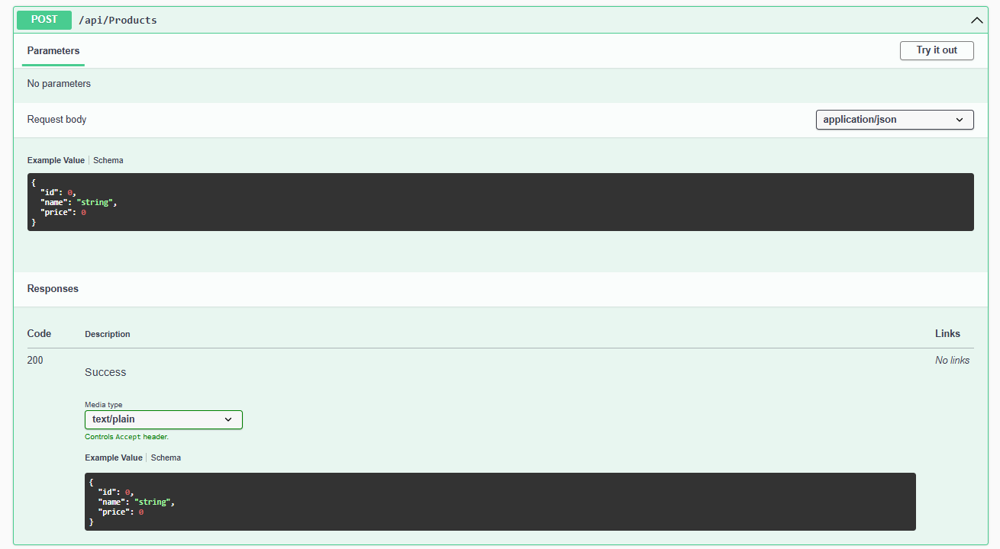 POST /api/Products
Parameters Try it out
No parameters
Request body application/json
Example Value Schema
{
  "id": 0,
  "name": "string",
  "price": 0
}
Responses
Code Description Links
200 No links
Success
Media type
text/plain
Controls Accept header.
Example Value Schema
{
  "id": 0,
  "name": "string",
  "price": 0
}